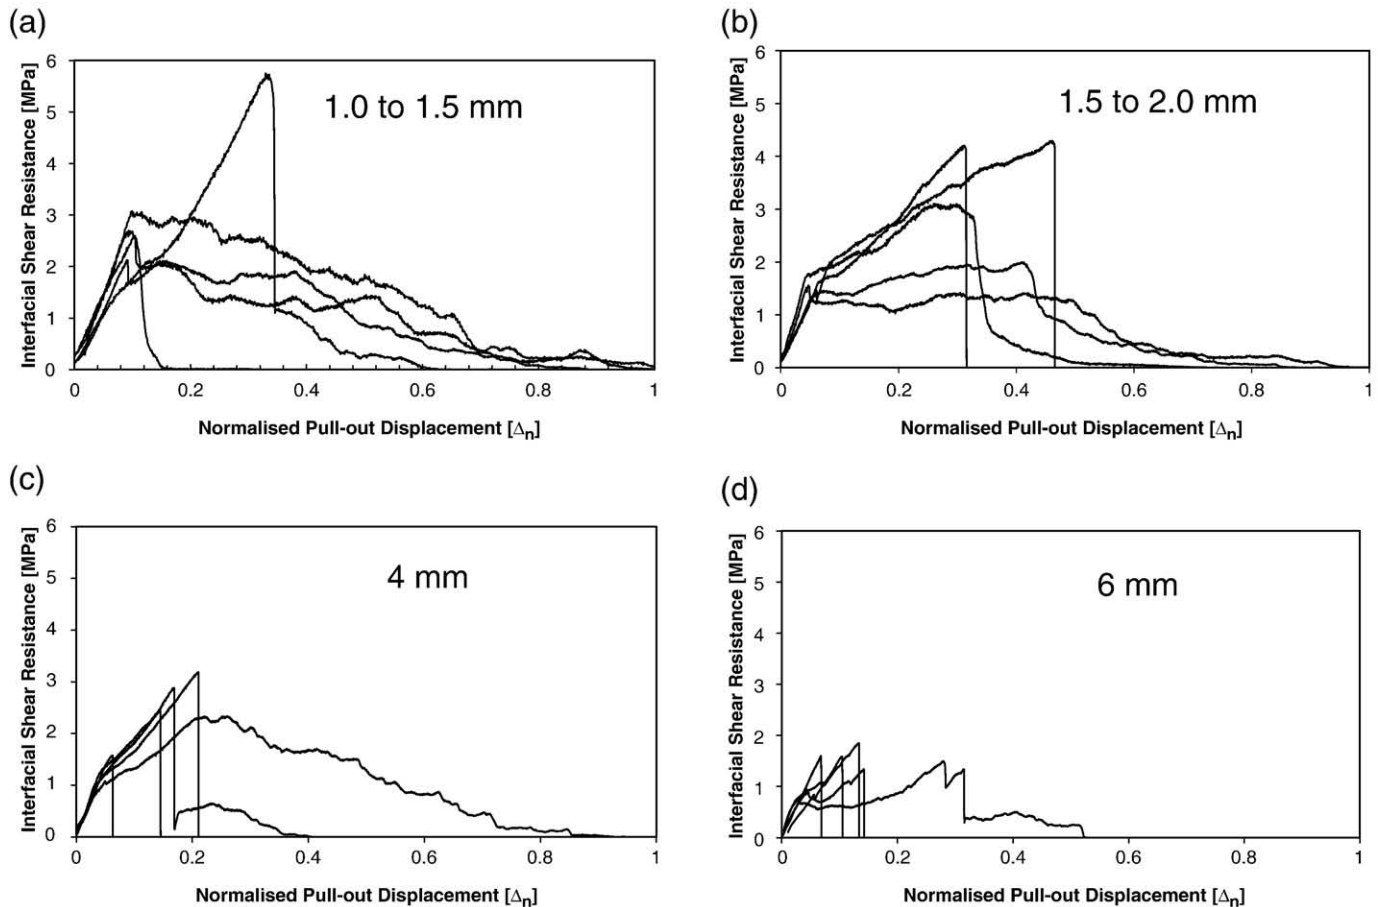 (a)
Interfacial Shear Resistance [MPa]
6
5
4
3
2
1
0
1.0 to 1.5 mm
0 0.2 0.4 0.6 0.8 1
Normalised Pull-out Displacement [Δn]
(b)
Interfacial Shear Resistance [MPa]
6
5
4
3
2
1
0
1.5 to 2.0 mm
0 0.2 0.4 0.6 0.8 1
Normalised Pull-out Displacement [Δn]
(c)
Interfacial Shear Resistance [MPa]
6
5
4
3
2
1
0
4 mm
0 0.2 0.4 0.6 0.8 1
Normalised Pull-out Displacement [Δn]
(d)
Interfacial Shear Resistance [MPa]
6
5
4
3
2
1
0
6 mm
0 0.2 0.4 0.6 0.8 1
Normalised Pull-out Displacement [Δn]